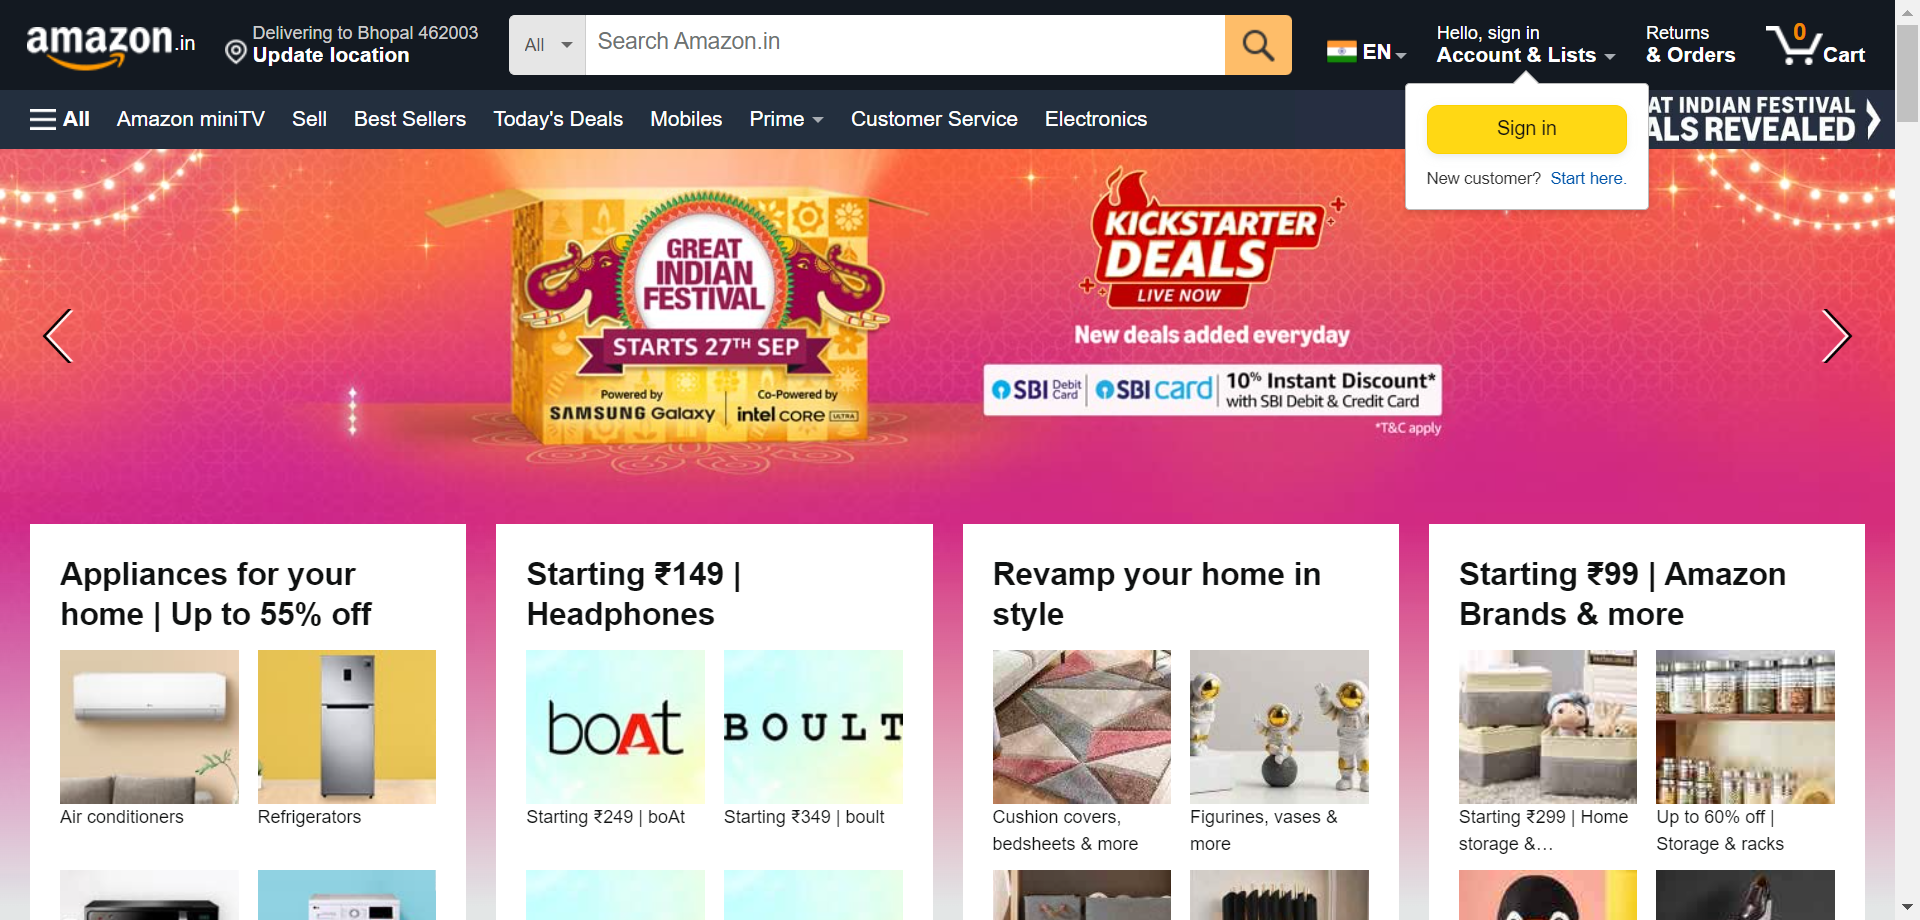 amazon.in
Delivering to Bhopal 462003
Update location
All
Search Amazon.in
EN
Hello, sign in
Account & Lists
Returns
& Orders
0
Cart
All
Amazon miniTV
Sell
Best Sellers
Today's Deals
Mobiles
Prime
Customer Service
Electronics
INDIAN FESTIVAL
REVEALED
Sign in
New customer? Start here.
GREAT
INDIAN
FESTIVAL
STARTS 27TH SEP
Powered by
SAMSUNG Galaxy
Co-Powered by
intel CORE ULTRA
KICKSTARTER
DEALS
LIVE NOW
New deals added everyday
SBI Debit Card
SBI card
10% Instant Discount*
with SBI Debit & Credit Card
*T&C apply
Appliances for your
home | Up to 55% off
Air conditioners
Refrigerators
Starting ₹149 |
Headphones
boAt
BOULT
Starting ₹249 | boAt
Starting ₹349 | boult
Revamp your home in
style
Cushion covers,
bedsheets & more
Figurines, vases &
more
Starting ₹99 | Amazon
Brands & more
Starting ₹299 | Home
storage &…
Up to 60% off |
Storage & racks